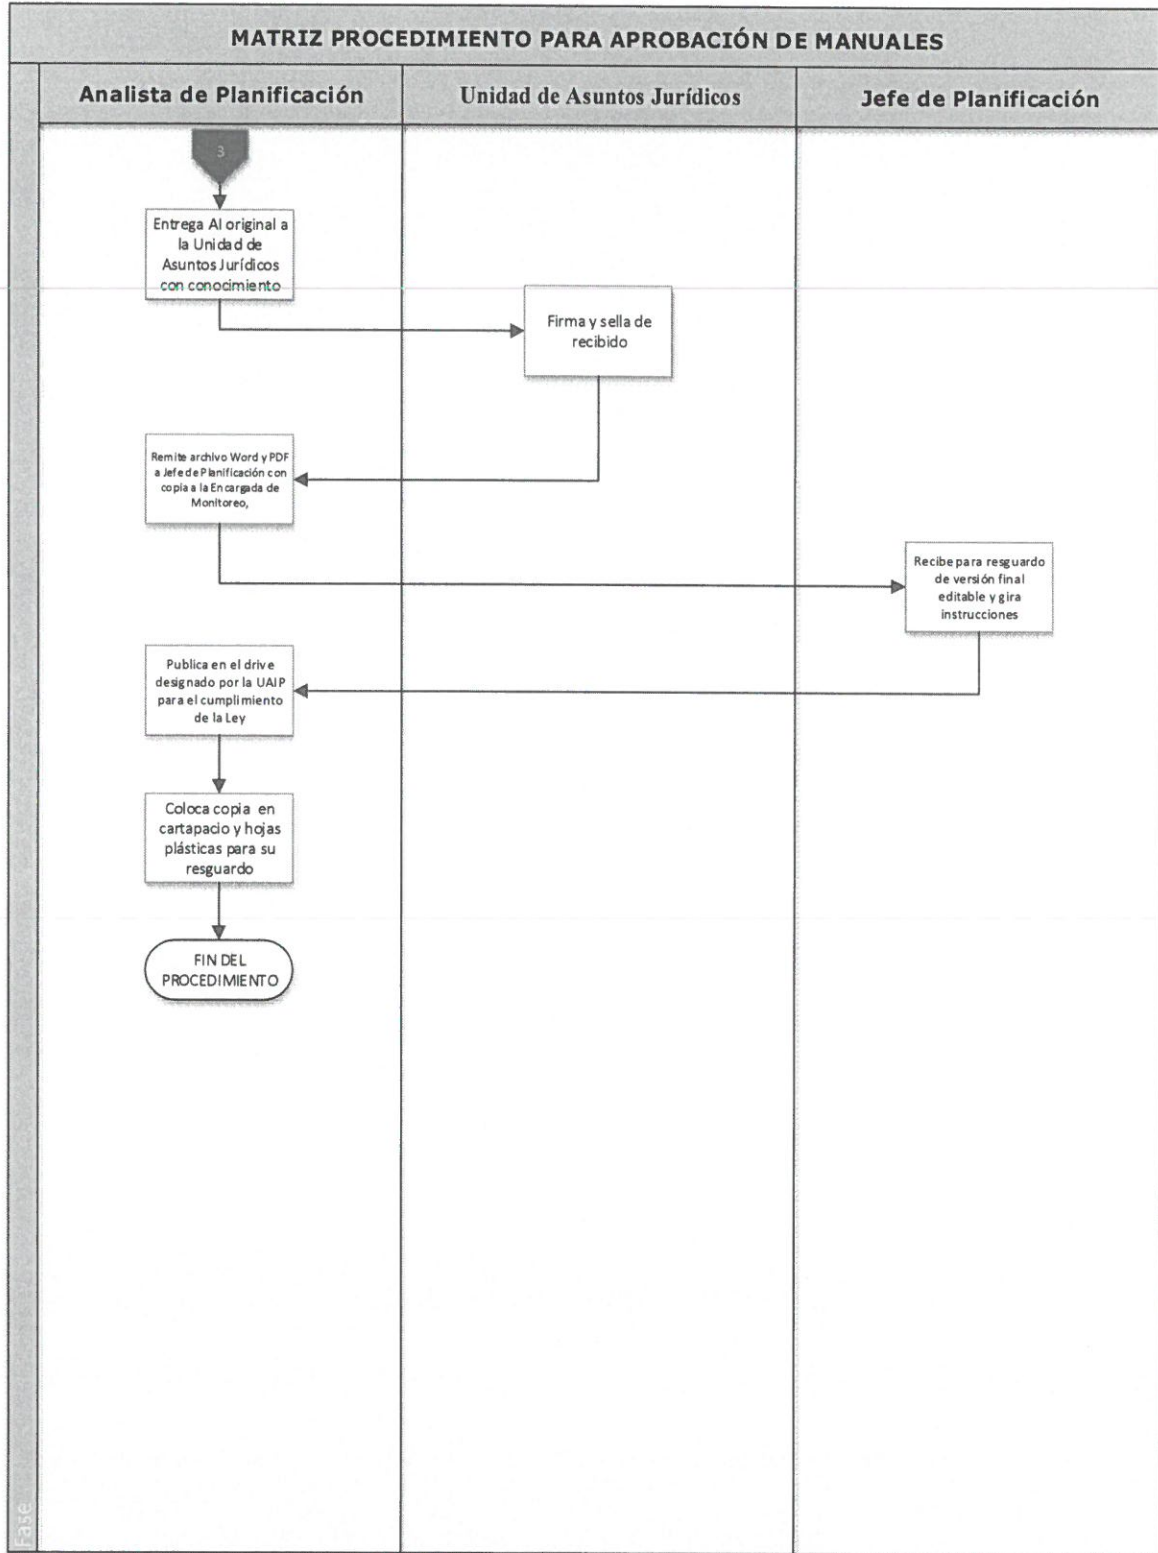 MATRIZ PROCEDIMIENTO PARA APROBACIÓN DE MANUALES
Analista de Planificación
Unidad de Asuntos Jurídicos
Jefe de Planificación
3
Entrega AI original a
la Unidad de
Asuntos Jurídicos
con conocimiento
Firma y sella de
recibido
Remite archivo Word y PDF
a Jefe de Planificación con
copia a la Encargada de
Monitoreo,
Recibe para resguardo
de versión final
editable y gira
instrucciones
Publica en el drive
designado por la UAIP
para el cumplimiento
de la Ley
Coloca copia en
cartapacio y hojas
plásticas para su
resguardo
FIN DEL
PROCEDIMIENTO
Fase